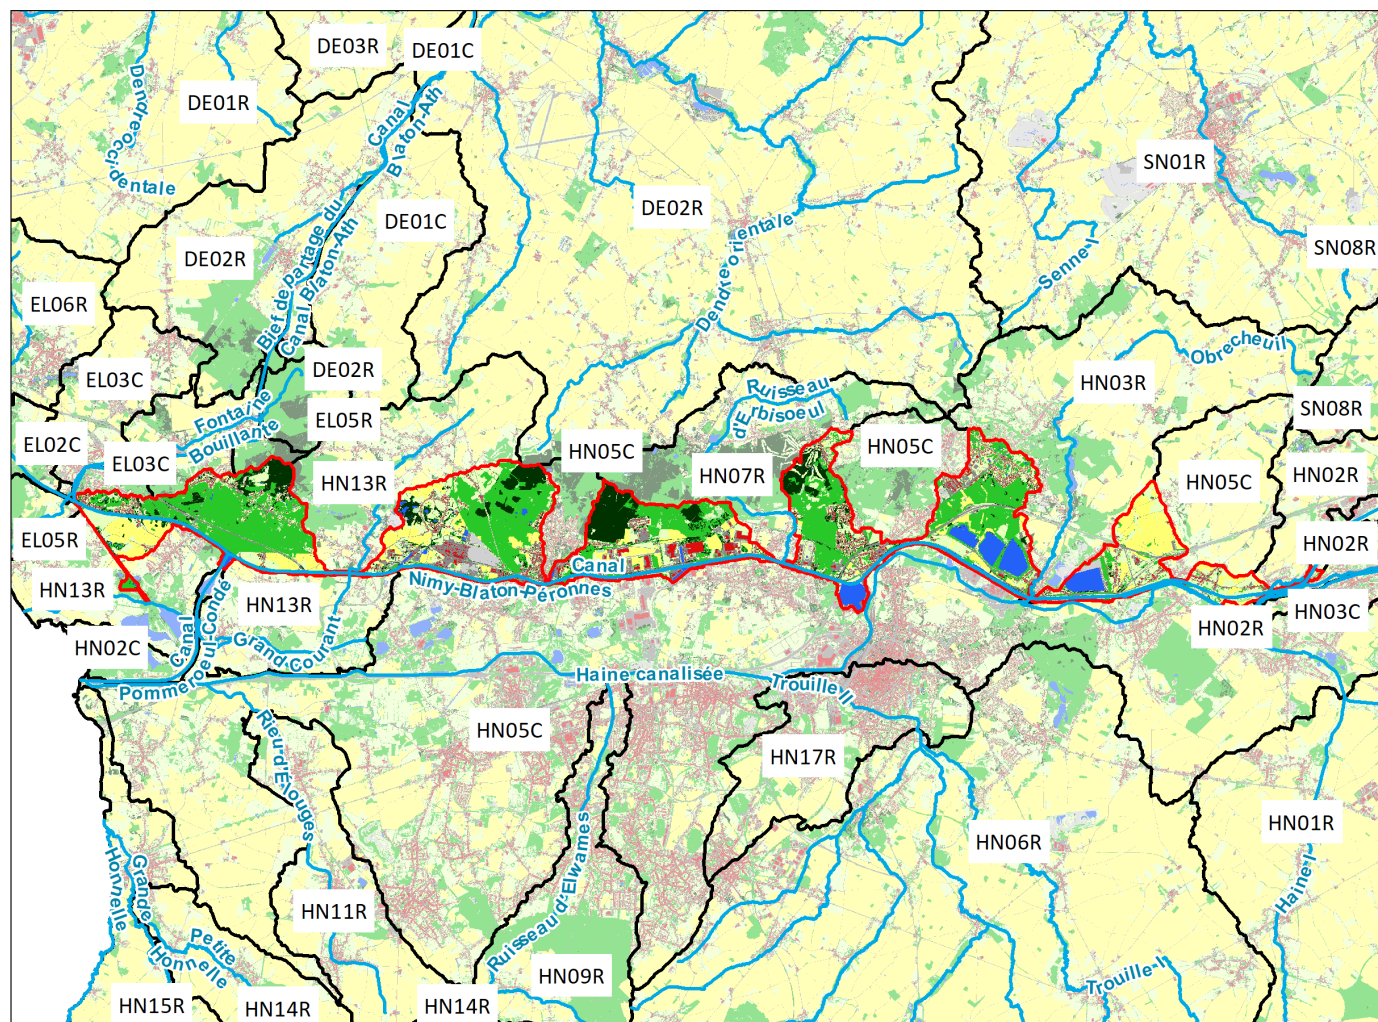 DE03R
DE01C
DE01R
Dendre occidentale
Canal
Blaton-Ath
SN01R
DE02R
DE01C
DE02R
Dendre orientale
Senne-I
SN08R
Bief de partage du
Canal Blaton-Ath
EL06R
EL03C
DE02R
HN03R
Obrecheuil
Fontaine
Bouillante
EL05R
Ruisseau
d'Erbisoeul
SN08R
EL02C
EL03C
HN13R
HN05C
HN07R
HN05C
HN05C
HN02R
EL05R
HN02R
HN13R
HN13R
Canal
Nimy-Blaton-Péronnes
HN03C
HN02R
HN02C
Canal
Pommeroeul-Condé
Grand Courant
Haine canalisée
Trouille-II
Rieu d'Elouges
HN05C
HN17R
HN01R
HN06R
Haine-I
Grande
Honnelle
HN11R
Petite
Honnelle
Ruisseau d'Elwasmes
HN09R
Trouille-I
HN15R
HN14R
HN14R